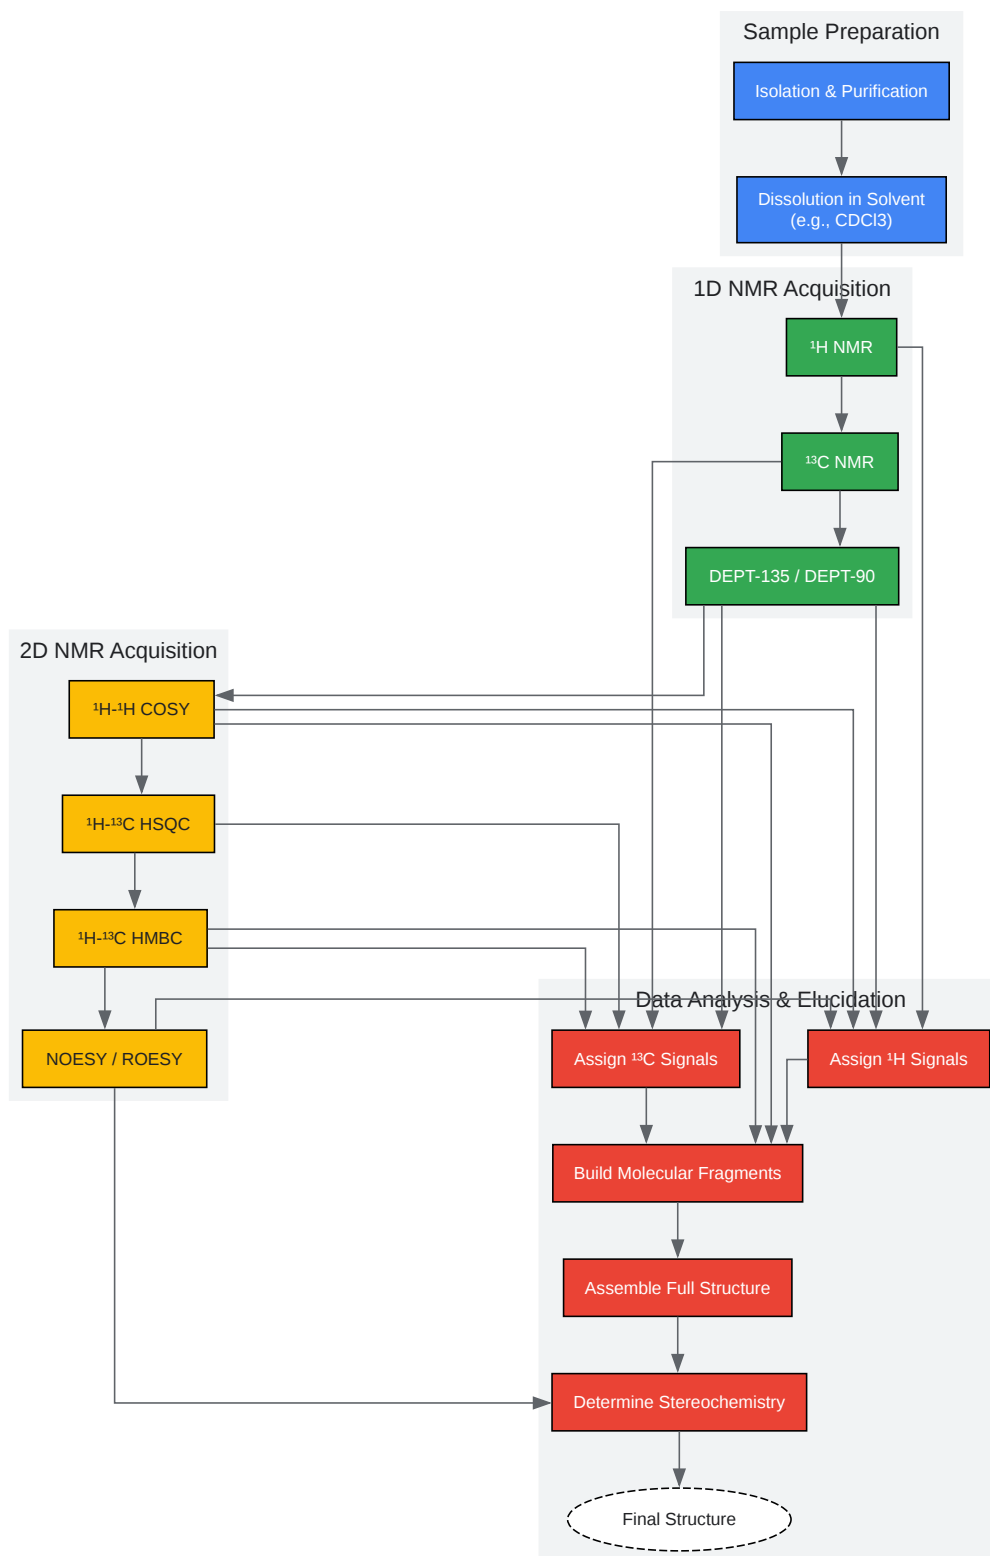 Sample Preparation
Isolation & Purification
Dissolution in Solvent
(e.g., CDCl3)
1D NMR Acquisition
¹H NMR
¹³C NMR
DEPT-135 / DEPT-90
2D NMR Acquisition
¹H-¹H COSY
¹H-¹³C HSQC
¹H-¹³C HMBC
NOESY / ROESY
Data Analysis & Elucidation
Assign ¹³C Signals
Assign ¹H Signals
Build Molecular Fragments
Assemble Full Structure
Determine Stereochemistry
Final Structure